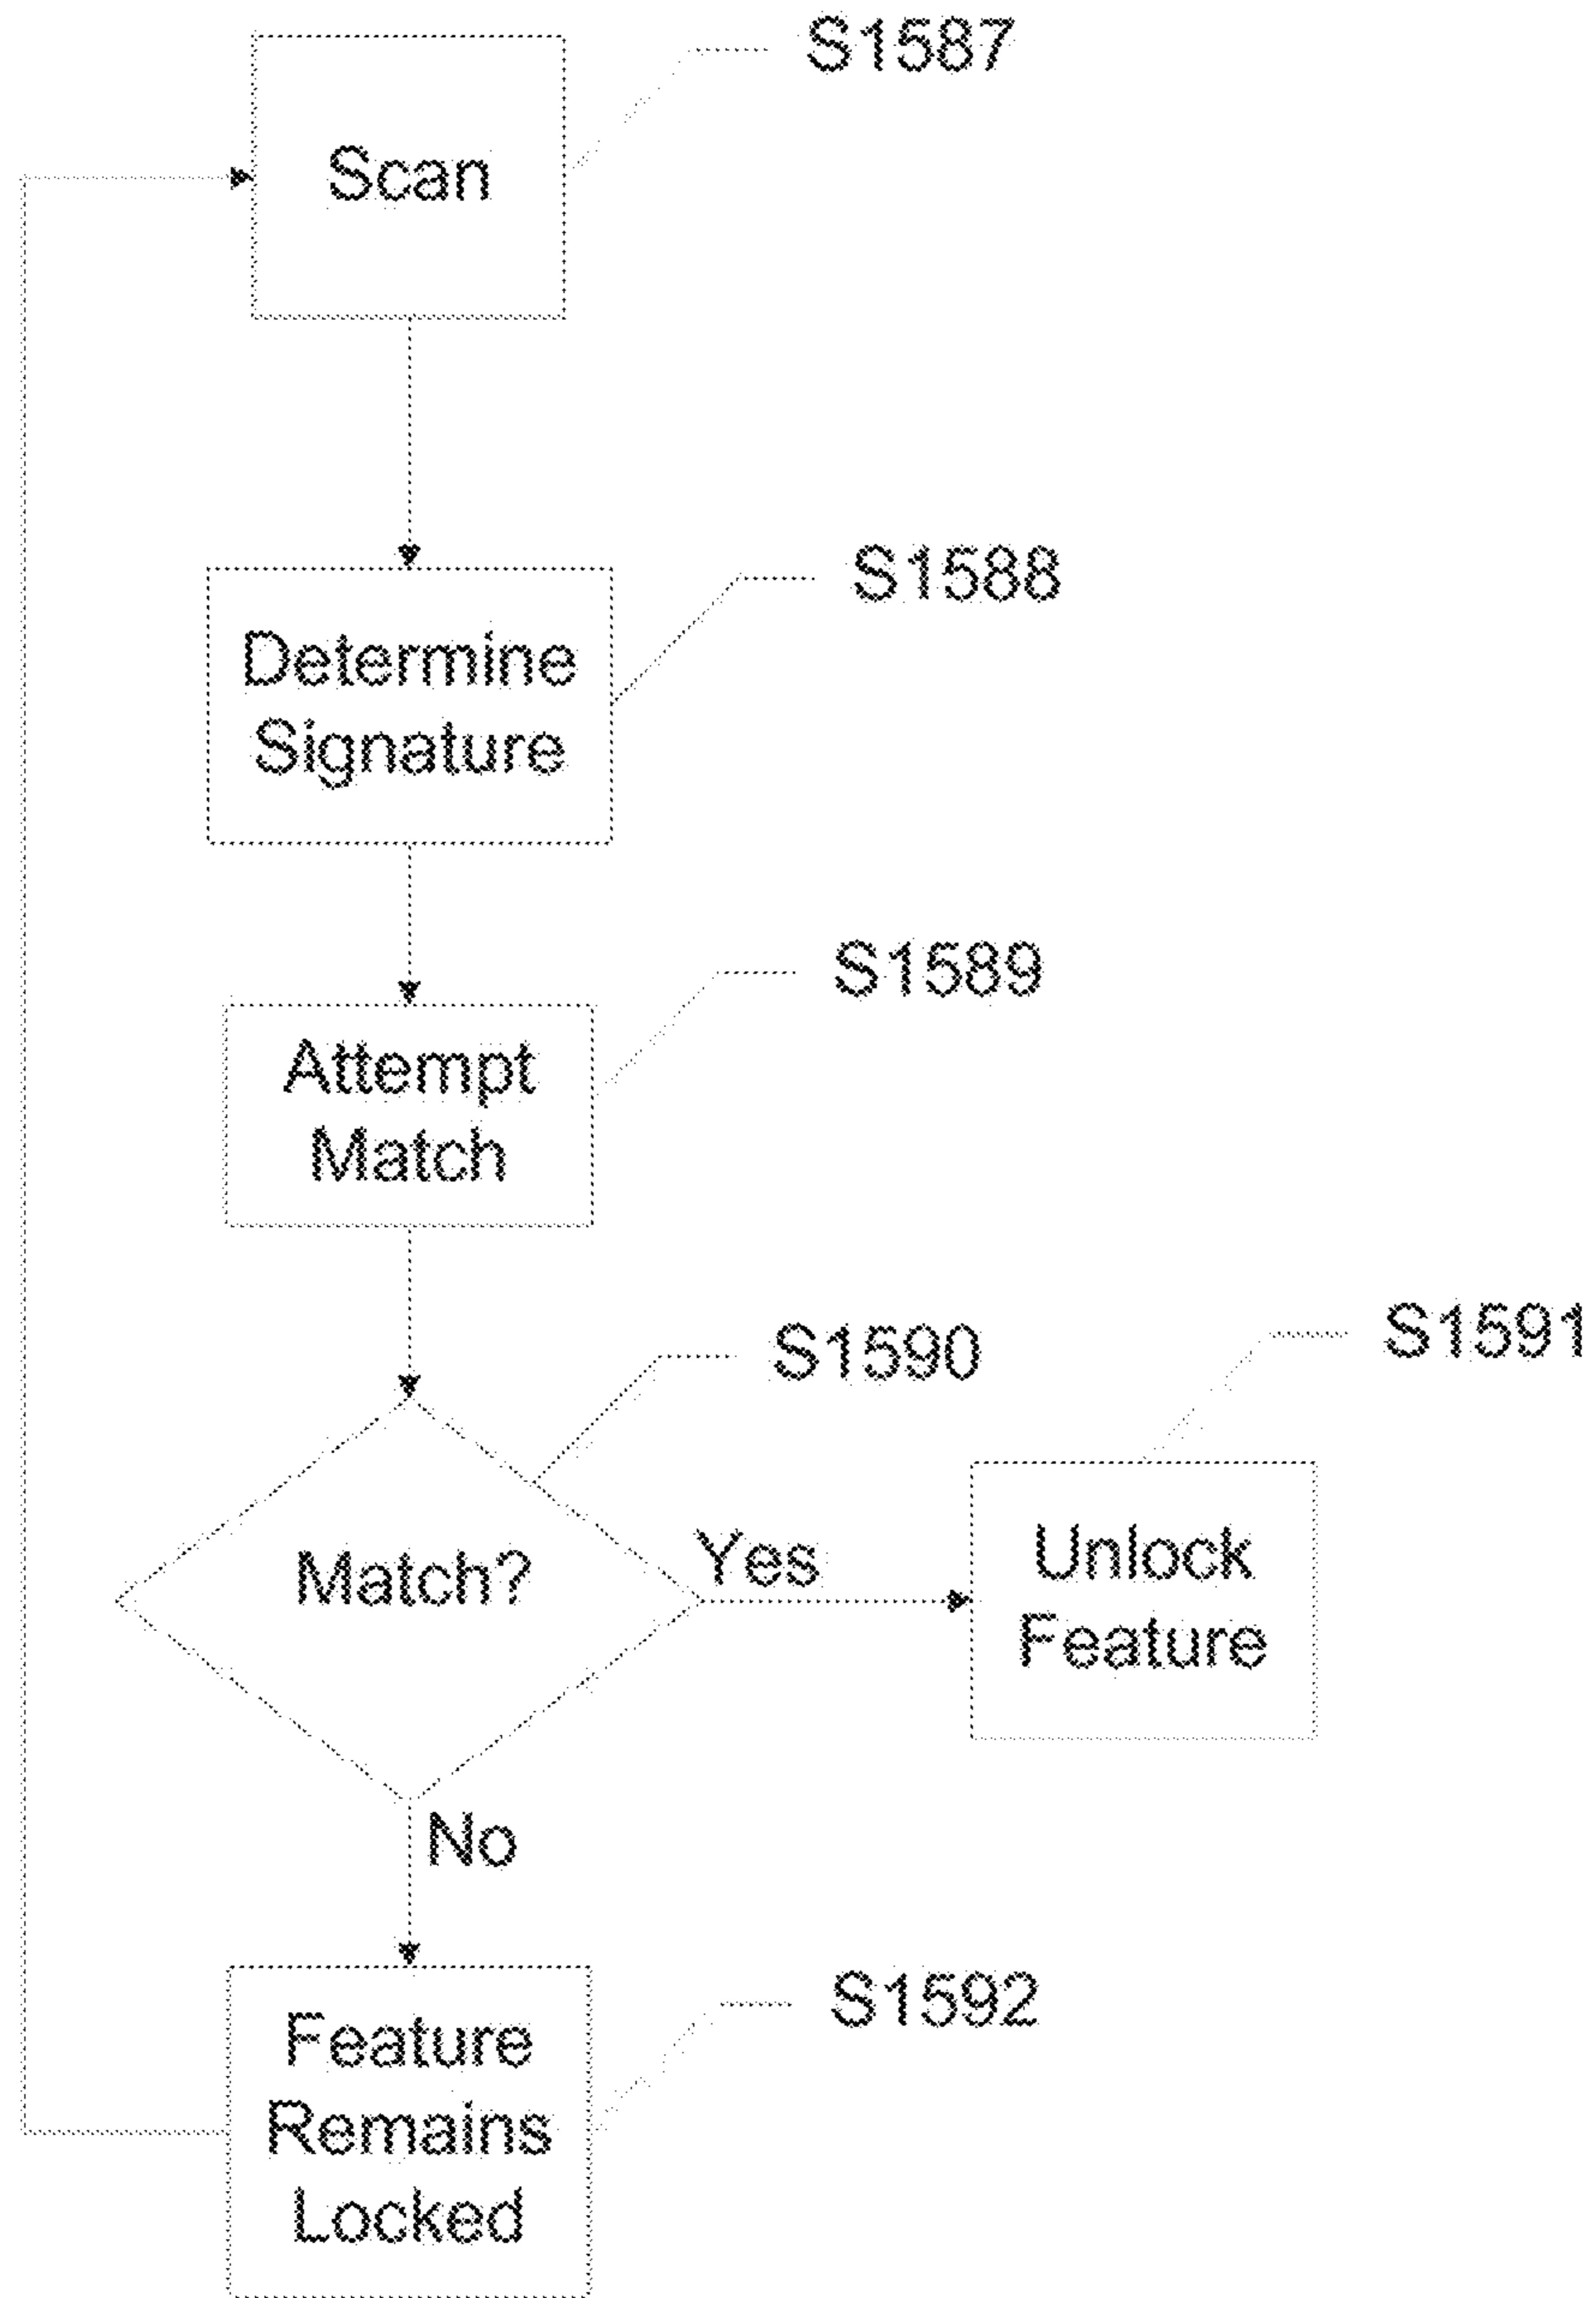 S1587
Scan
S1588
Determine
Signature
S1589
Attempt
Match
S1590
S1591
Match?
Yes
Unlock
Feature
No
S1592
Feature
Remains
Locked